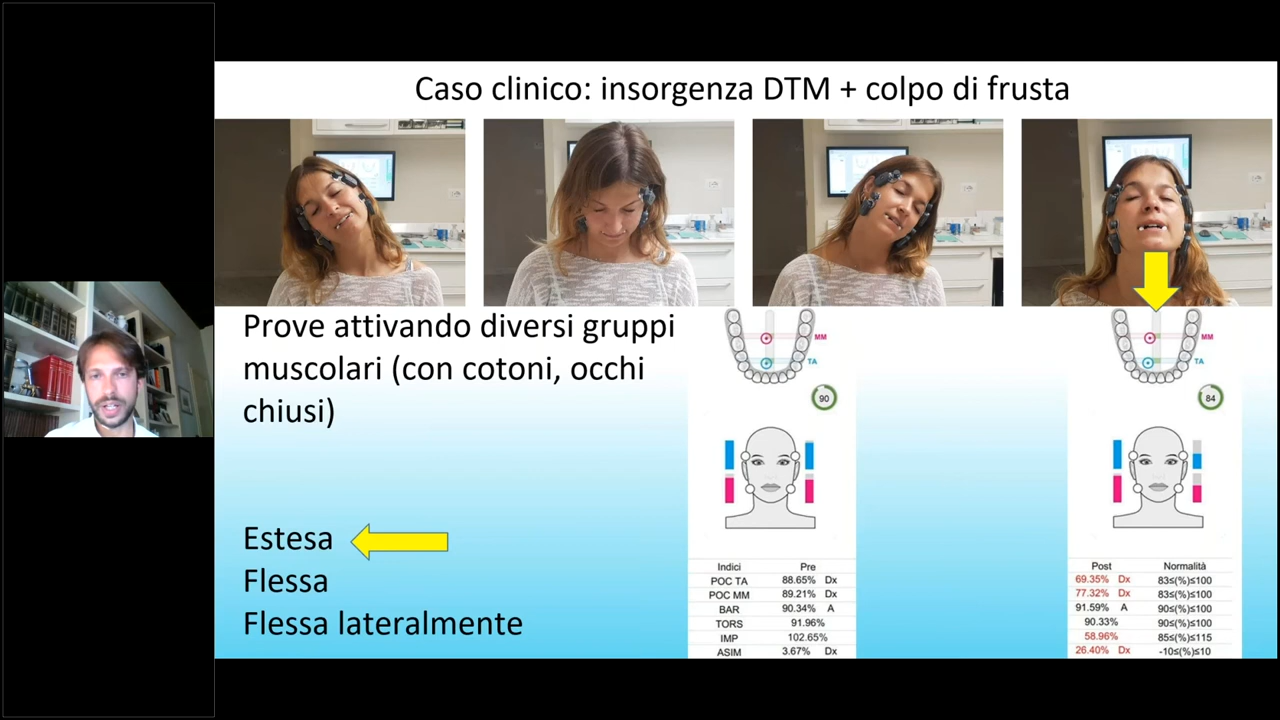 Caso clinico: insorgenza DTM + colpo di frusta
Prove attivando diversi gruppi
muscolari (con cotoni, occhi
chiusi)
Estesa
Flessa
Flessa lateralmente
MM
TA
90
Indici Pre
POC TA 88.65% Dx
POC MM 89.21% Dx
BAR 90.34% A
TORS 91.96%
IMP 102.65%
ASIM 3.67% Dx
MM
TA
84
Post Normalità
69.35% Dx 83≤(%)≤100
77.32% Dx 83≤(%)≤100
91.59% A 90≤(%)≤100
90.33% 90≤(%)≤100
58.96% 85≤(%)≤115
26.40% Dx -10≤(%)≤10